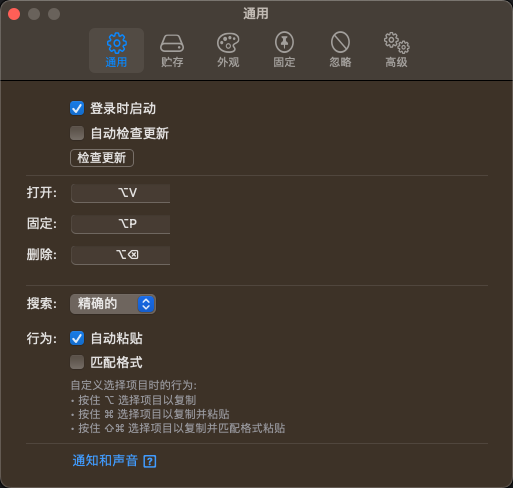 通用
通用 贮存 外观 固定 忽略 高级
登录时启动
自动检查更新
检查更新
打开: ⌥V
固定: ⌥P
删除: ⌥⌫
搜索: 精确的
行为: 自动粘贴
匹配格式
自定义选择项目时的行为:
• 按住 ⌥ 选择项目以复制
• 按住 ⌘ 选择项目以复制并粘贴
• 按住 ⇧⌘ 选择项目以复制并匹配格式粘贴
通知和声音 ?